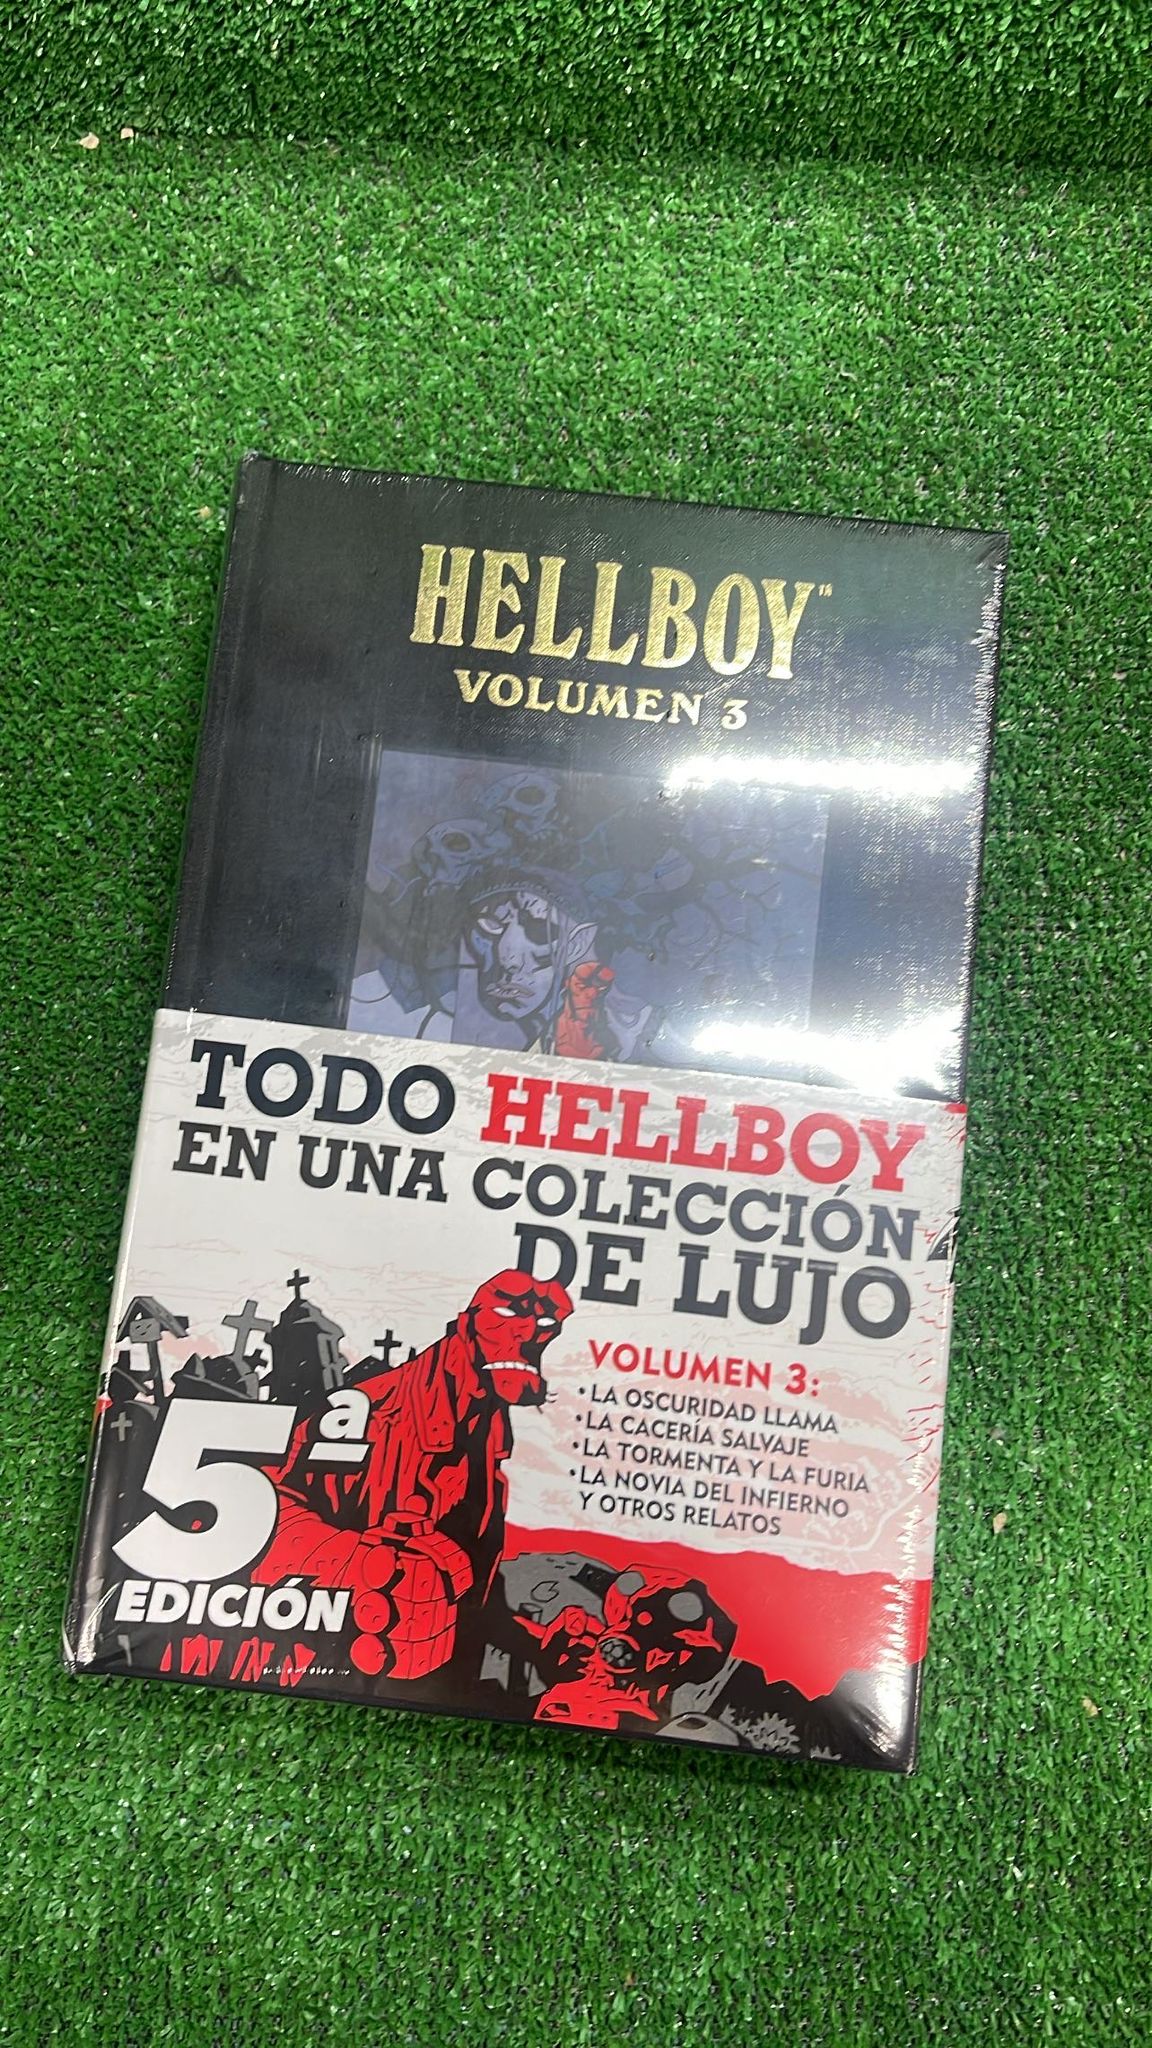 HELLBOY™
VOLUMEN 3
TODO HELLBOY
EN UNA COLECCIÓN
DE LUJO
VOLUMEN 3:
• LA OSCURIDAD LLAMA
• LA CACERÍA SALVAJE
• LA TORMENTA Y LA FURIA
• LA NOVIA DEL INFIERNO
Y OTROS RELATOS
5ª
EDICIÓN